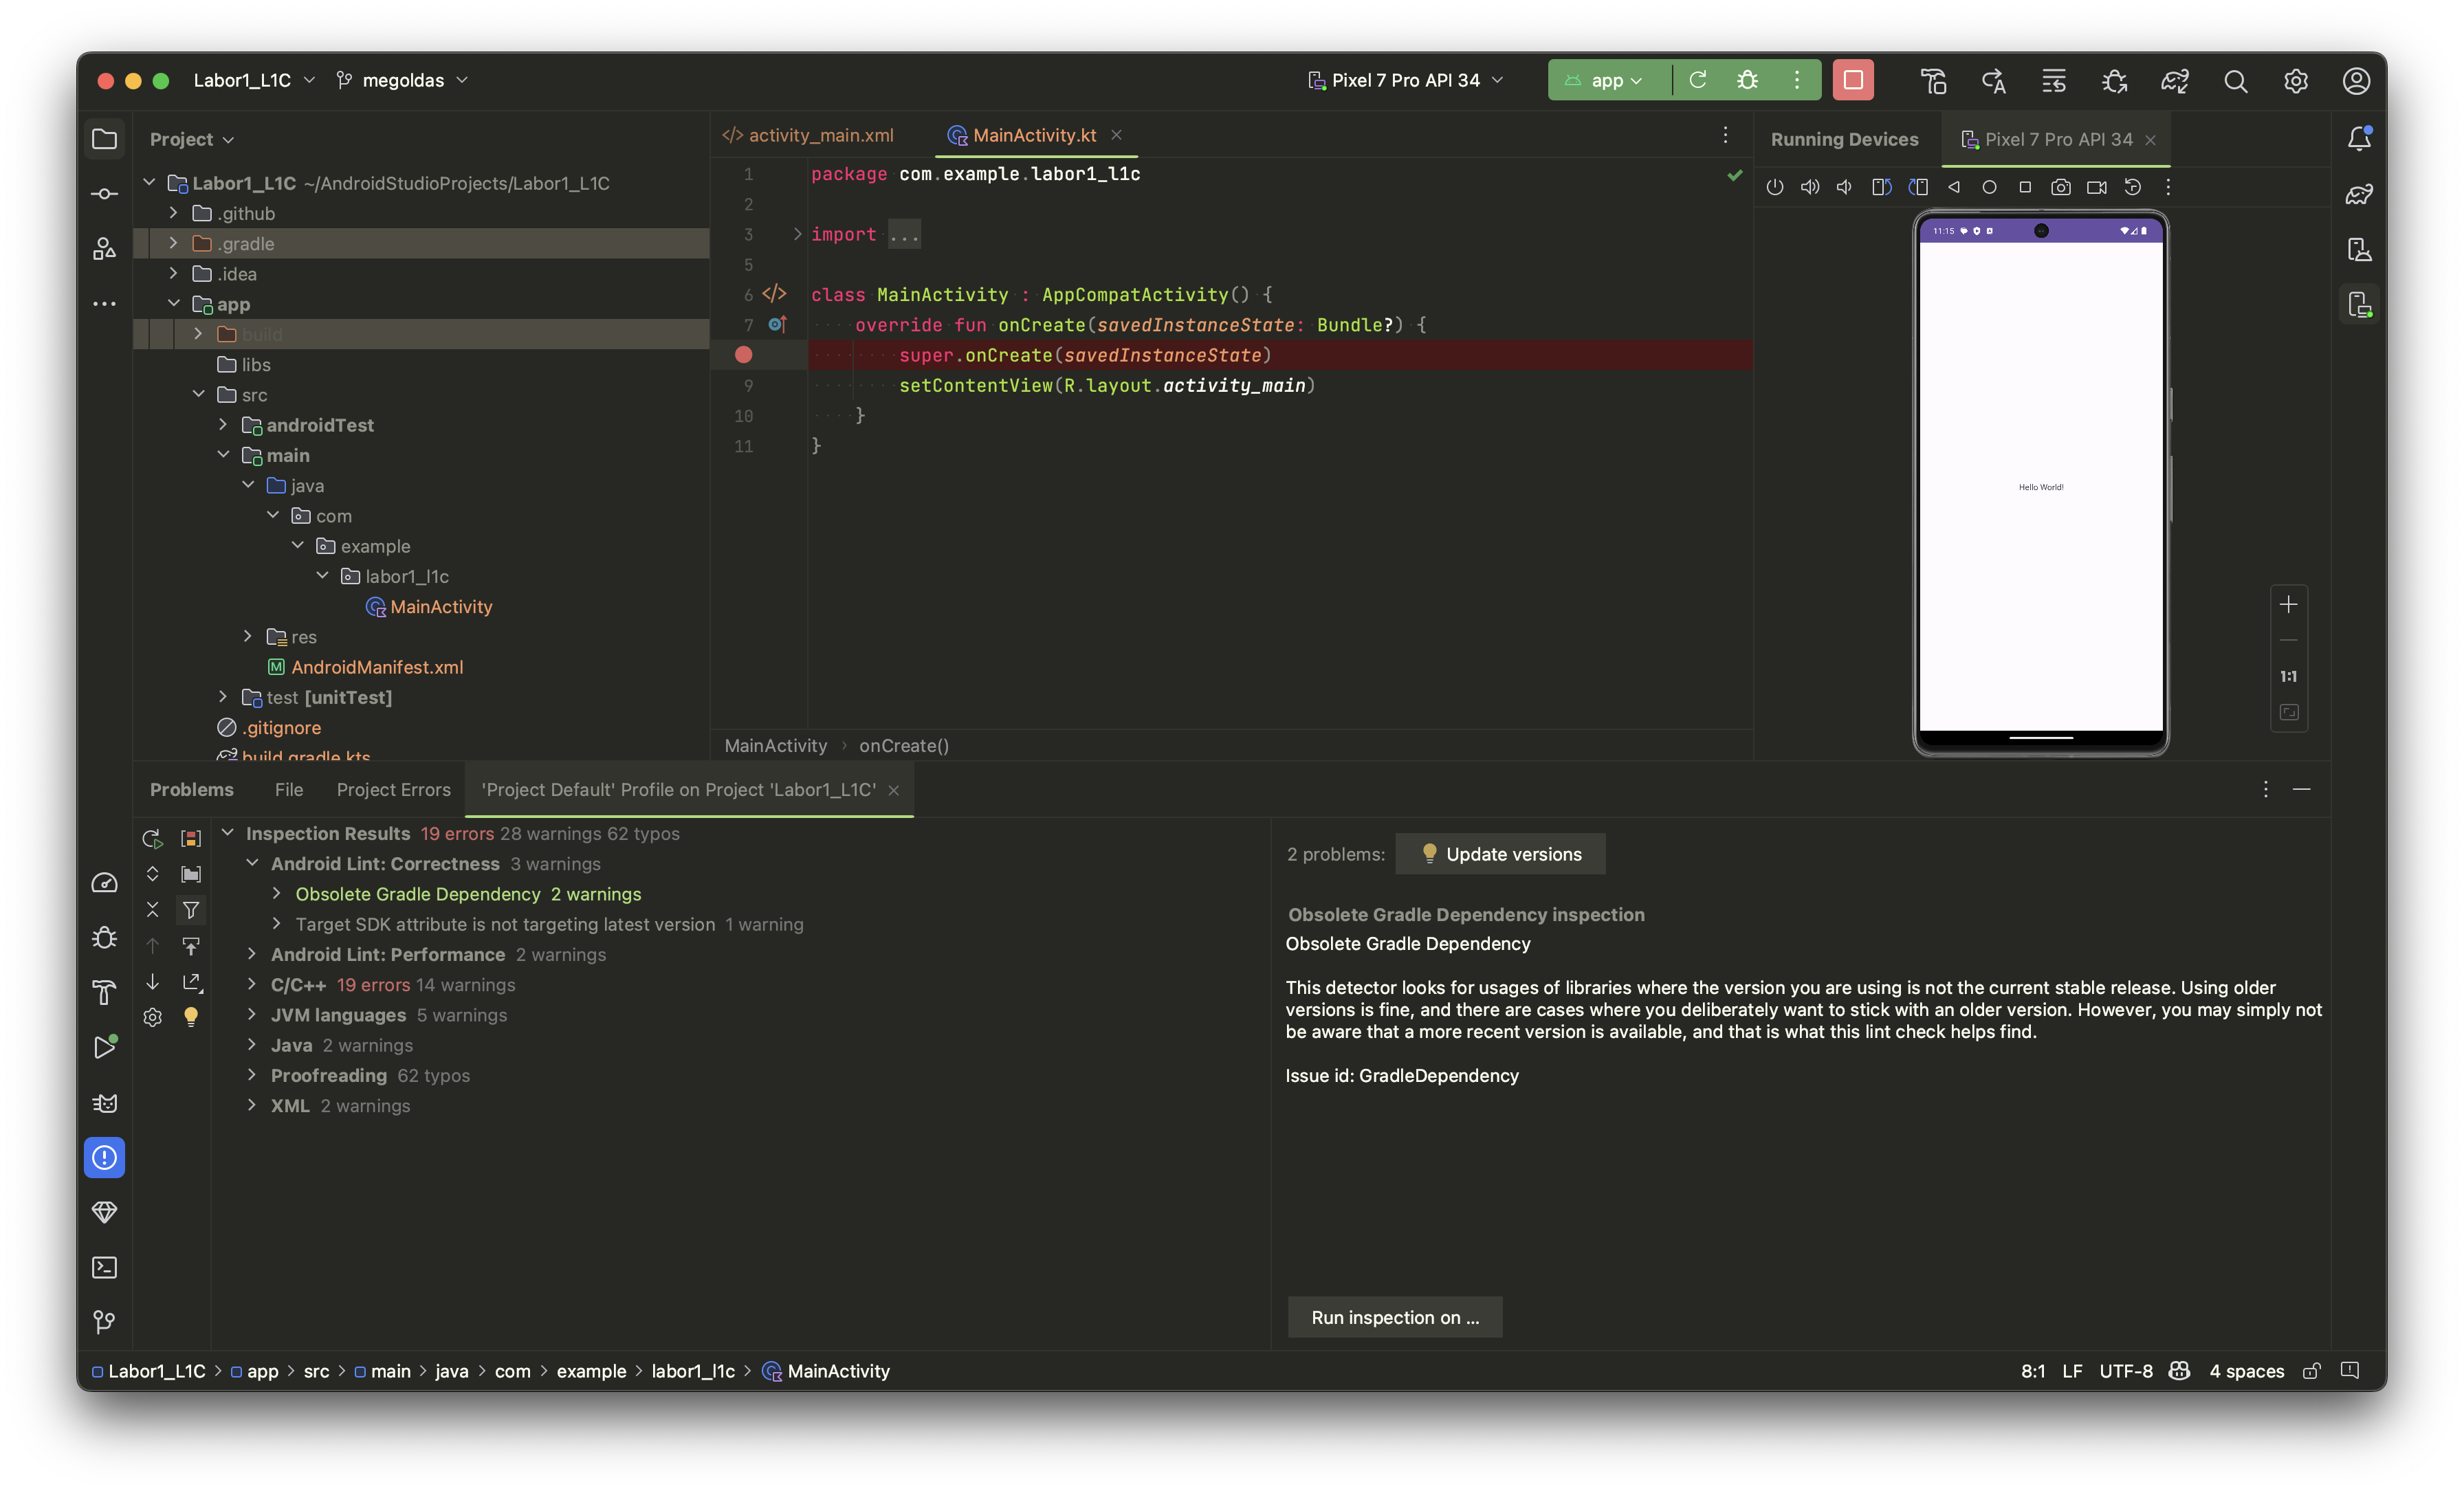 Labor1_L1C megoldas Pixel 7 Pro API 34 app
Project
Labor1_L1C ~/AndroidStudioProjects/Labor1_L1C
.github
.gradle
.idea
app
build
libs
src
androidTest
main
java
com
example
labor1_l1c
MainActivity
res
AndroidManifest.xml
test [unitTest]
.gitignore
build.gradle.kts
activity_main.xml MainActivity.kt
1 package com.example.labor1_l1c
2
3 import ...
5
6 class MainActivity : AppCompatActivity() {
7 override fun onCreate(savedInstanceState: Bundle?) {
super.onCreate(savedInstanceState)
9 setContentView(R.layout.activity_main)
10 }
11 }
MainActivity › onCreate()
Running Devices Pixel 7 Pro API 34
11:15
Hello World!
1:1
Problems File Project Errors 'Project Default' Profile on Project 'Labor1_L1C'
Inspection Results 19 errors 28 warnings 62 typos
Android Lint: Correctness 3 warnings
Obsolete Gradle Dependency 2 warnings
Target SDK attribute is not targeting latest version 1 warning
Android Lint: Performance 2 warnings
C/C++ 19 errors 14 warnings
JVM languages 5 warnings
Java 2 warnings
Proofreading 62 typos
XML 2 warnings
2 problems: Update versions
Obsolete Gradle Dependency inspection
Obsolete Gradle Dependency
This detector looks for usages of libraries where the version you are using is not the current stable release. Using older
versions is fine, and there are cases where you deliberately want to stick with an older version. However, you may simply not
be aware that a more recent version is available, and that is what this lint check helps find.
Issue id: GradleDependency
Run inspection on ...
Labor1_L1C > app > src > main > java > com > example > labor1_l1c > MainActivity
8:1 LF UTF-8 4 spaces